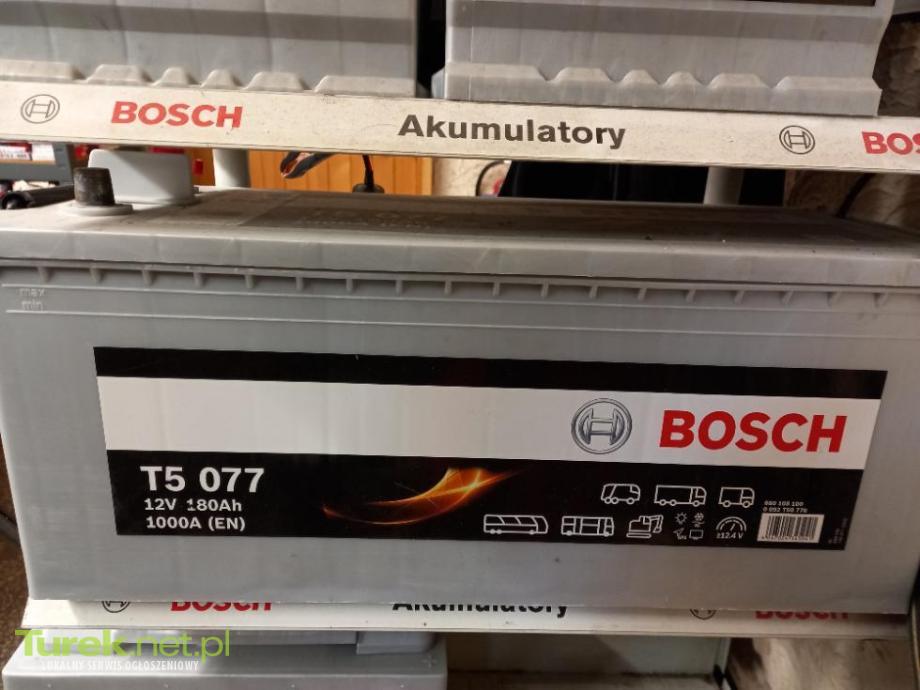 BOSCH Akumulatory BOS
max
min
BOSCH
T5 077
12V 180Ah
1000A (EN)
≥12.4 V
BOSCH Akumulatory BOSCH
Turek.net.pl
LOKALNY SERWIS OGŁOSZENIOWY